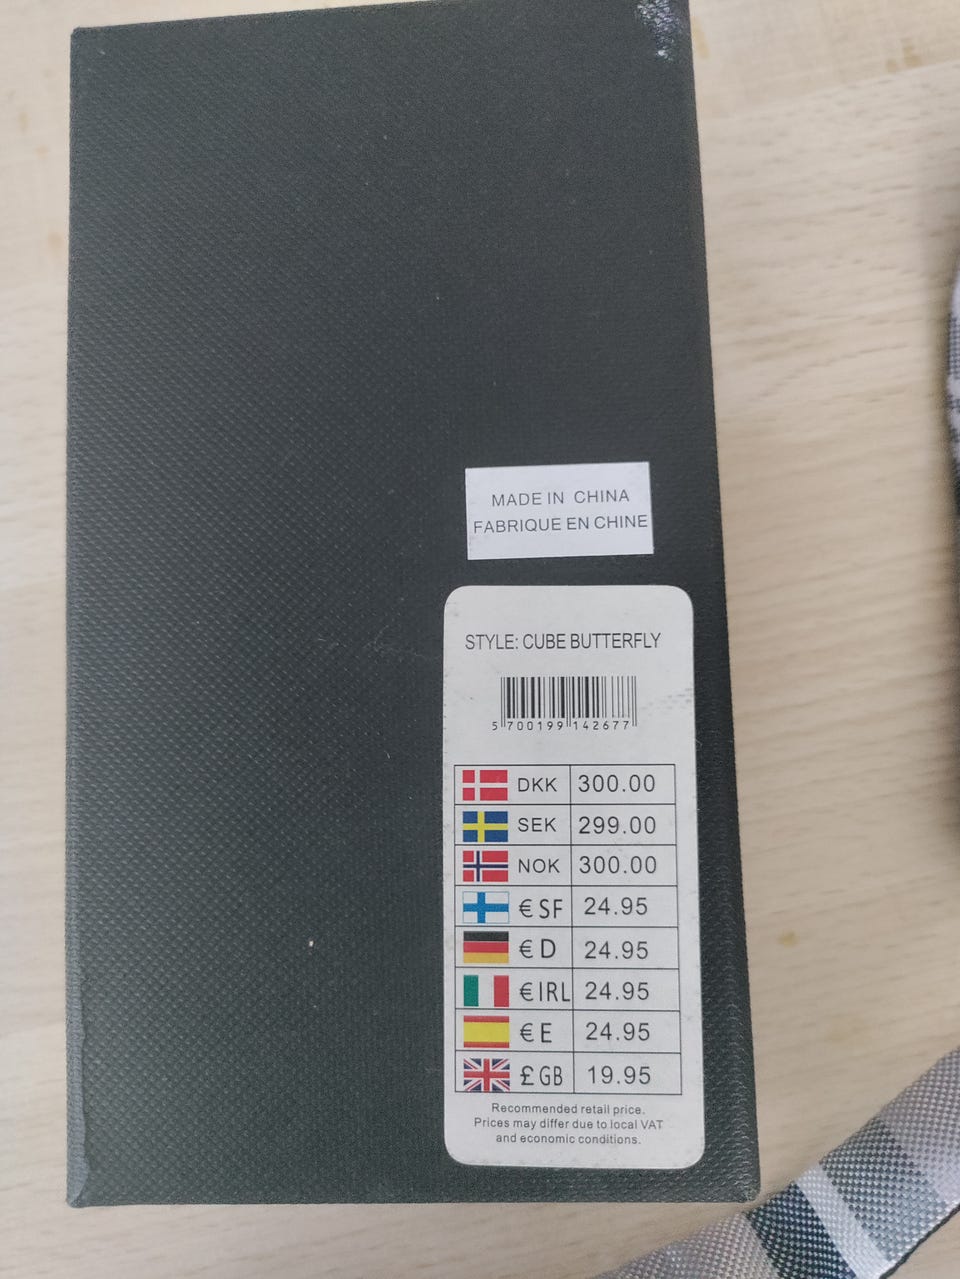 MADE IN CHINA
FABRIQUE EN CHINE
STYLE: CUBE BUTTERFLY
5 700199 142677
DKK 300.00
SEK 299.00
NOK 300.00
€ SF 24.95
€ D 24.95
€ IRL 24.95
€ E 24.95
£ GB 19.95
Recommended retail price.
Prices may differ due to local VAT
and economic conditions.